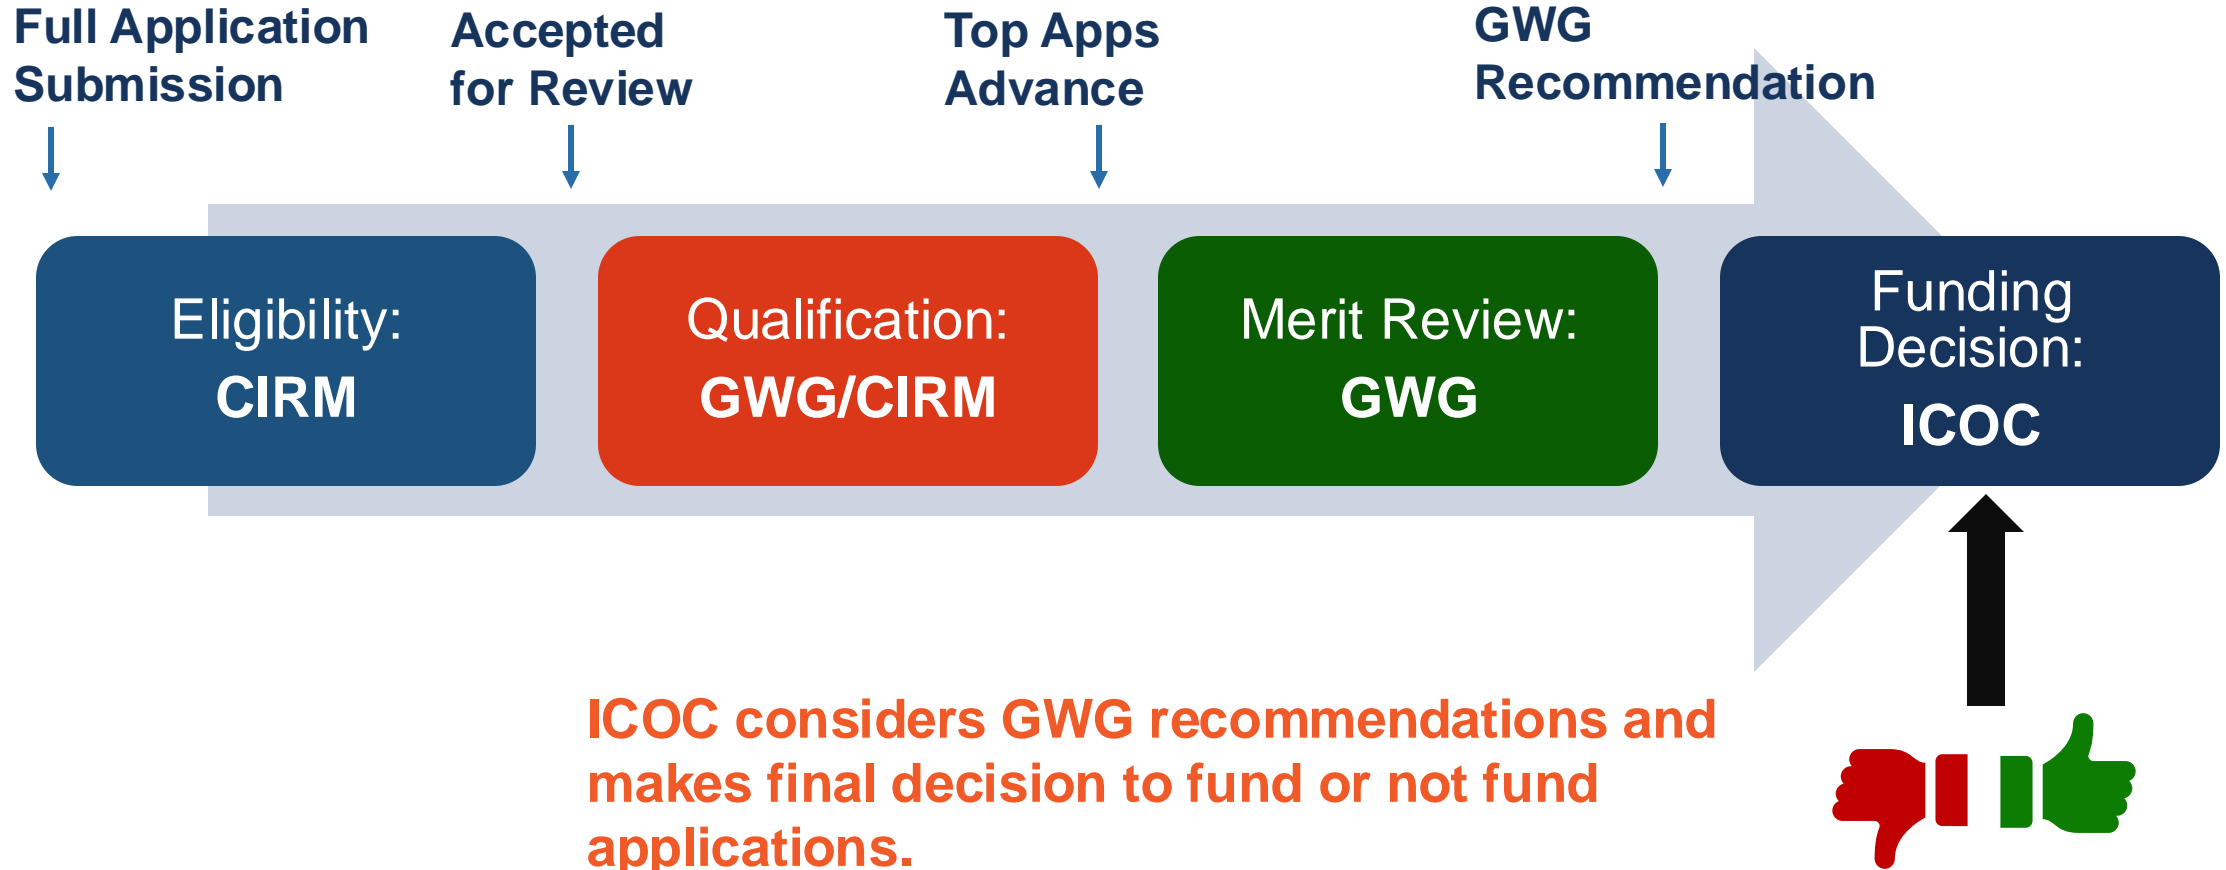 Full Application
Submission
Accepted
for Review
Top Apps
Advance
GWG
Recommendation
Eligibility:
CIRM
Qualification:
GWG/CIRM
Merit Review:
GWG
Funding
Decision:
ICOC
ICOC considers GWG recommendations and
makes final decision to fund or not fund
applications.